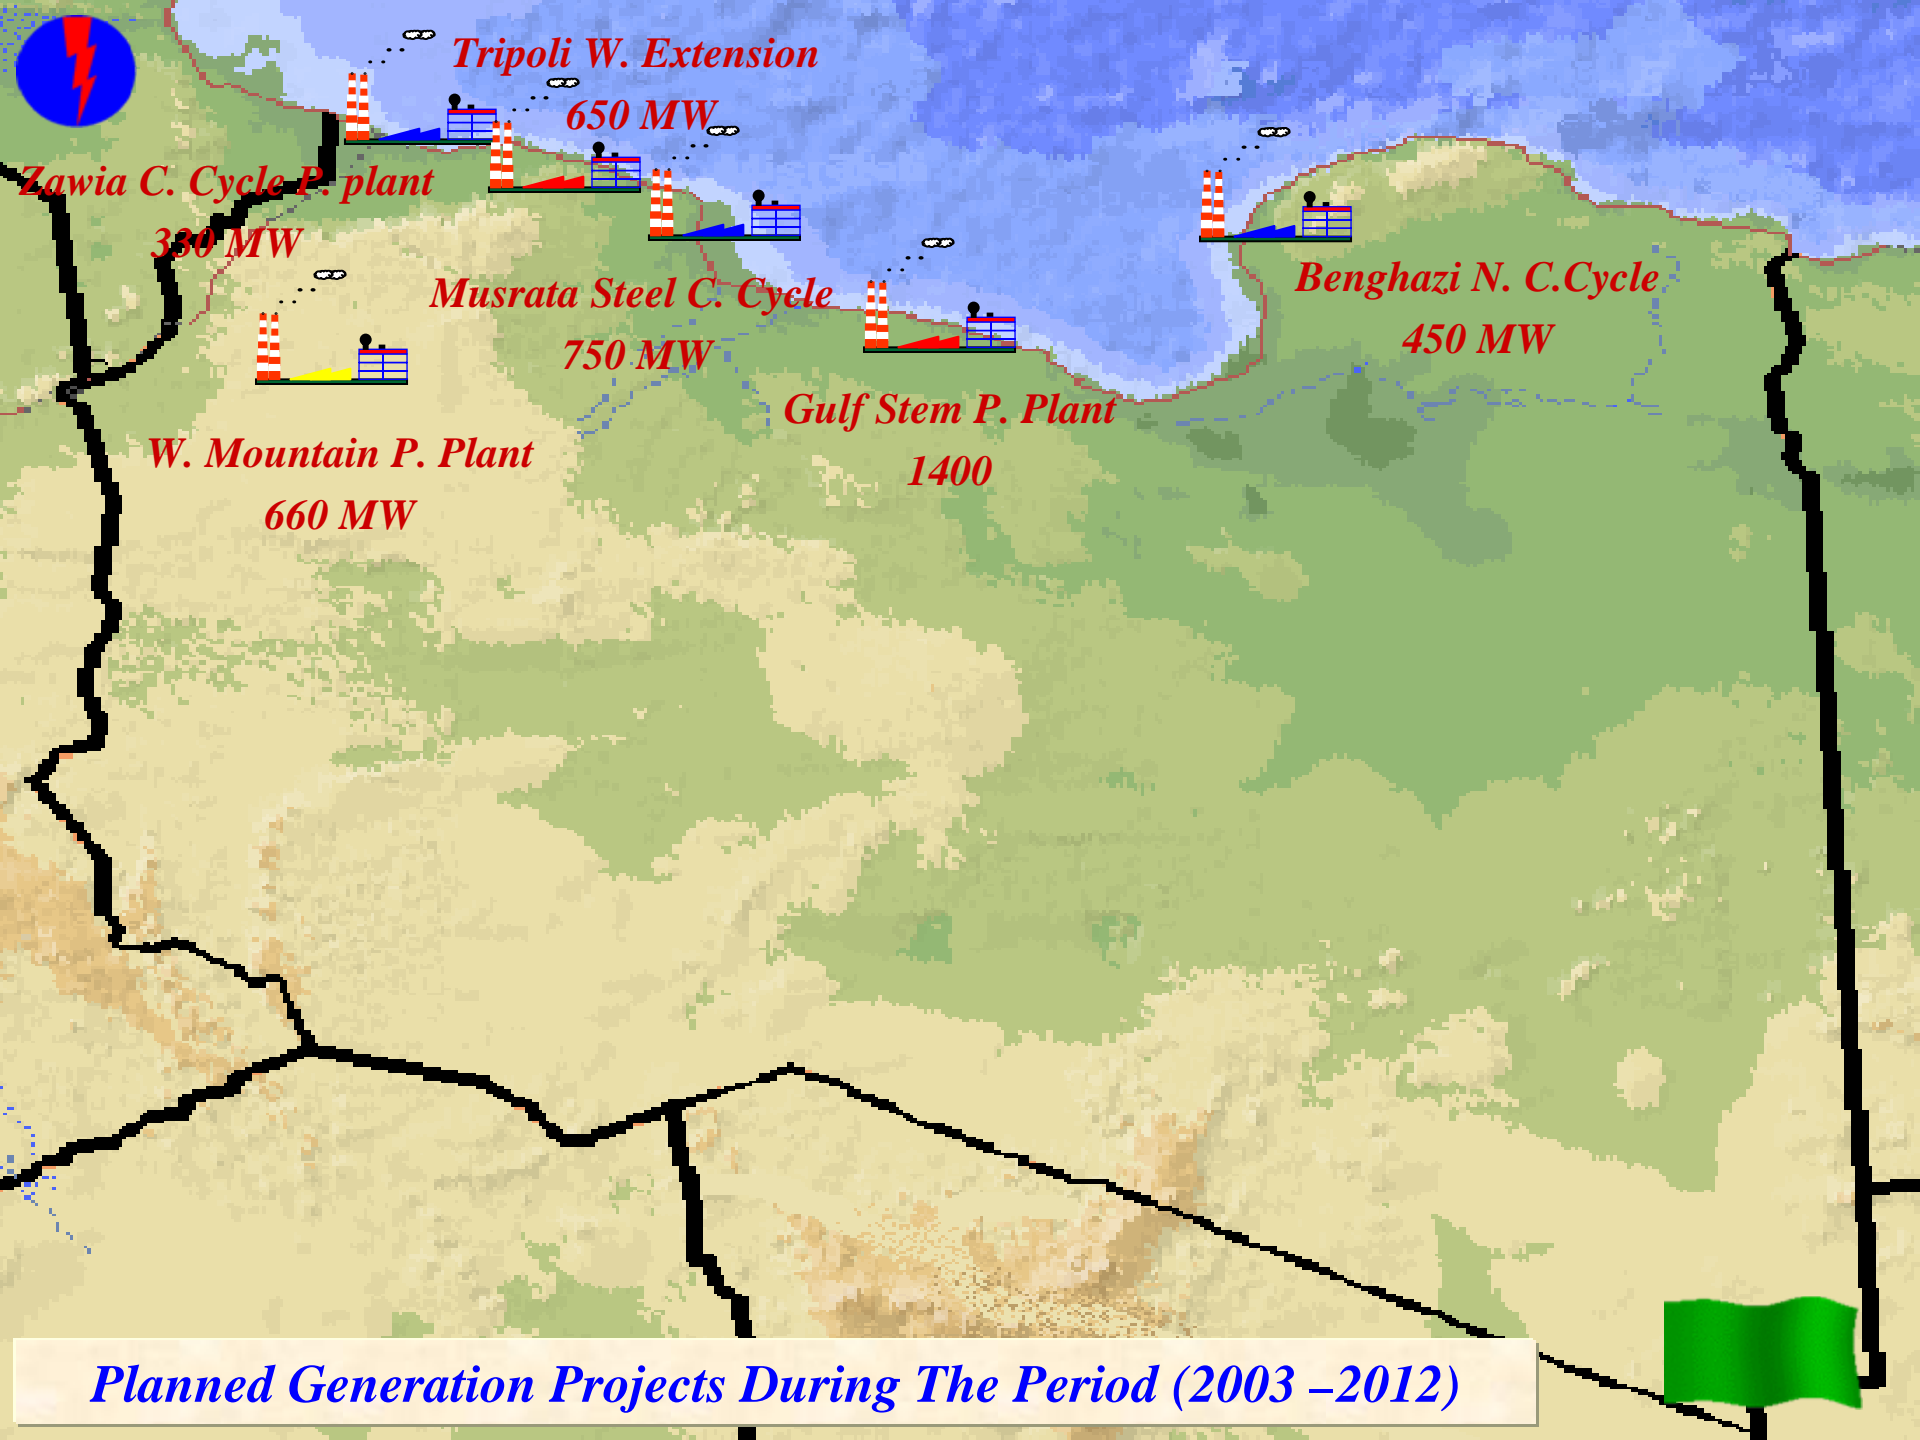 Tripoli W. Extension
650 MW
Zawia C. Cycle P. plant
330 MW
Musrata Steel C. Cycle
750 MW
Benghazi N. C.Cycle
450 MW
Gulf Stem P. Plant
1400
W. Mountain P. Plant
660 MW
Planned Generation Projects During The Period (2003 –2012)